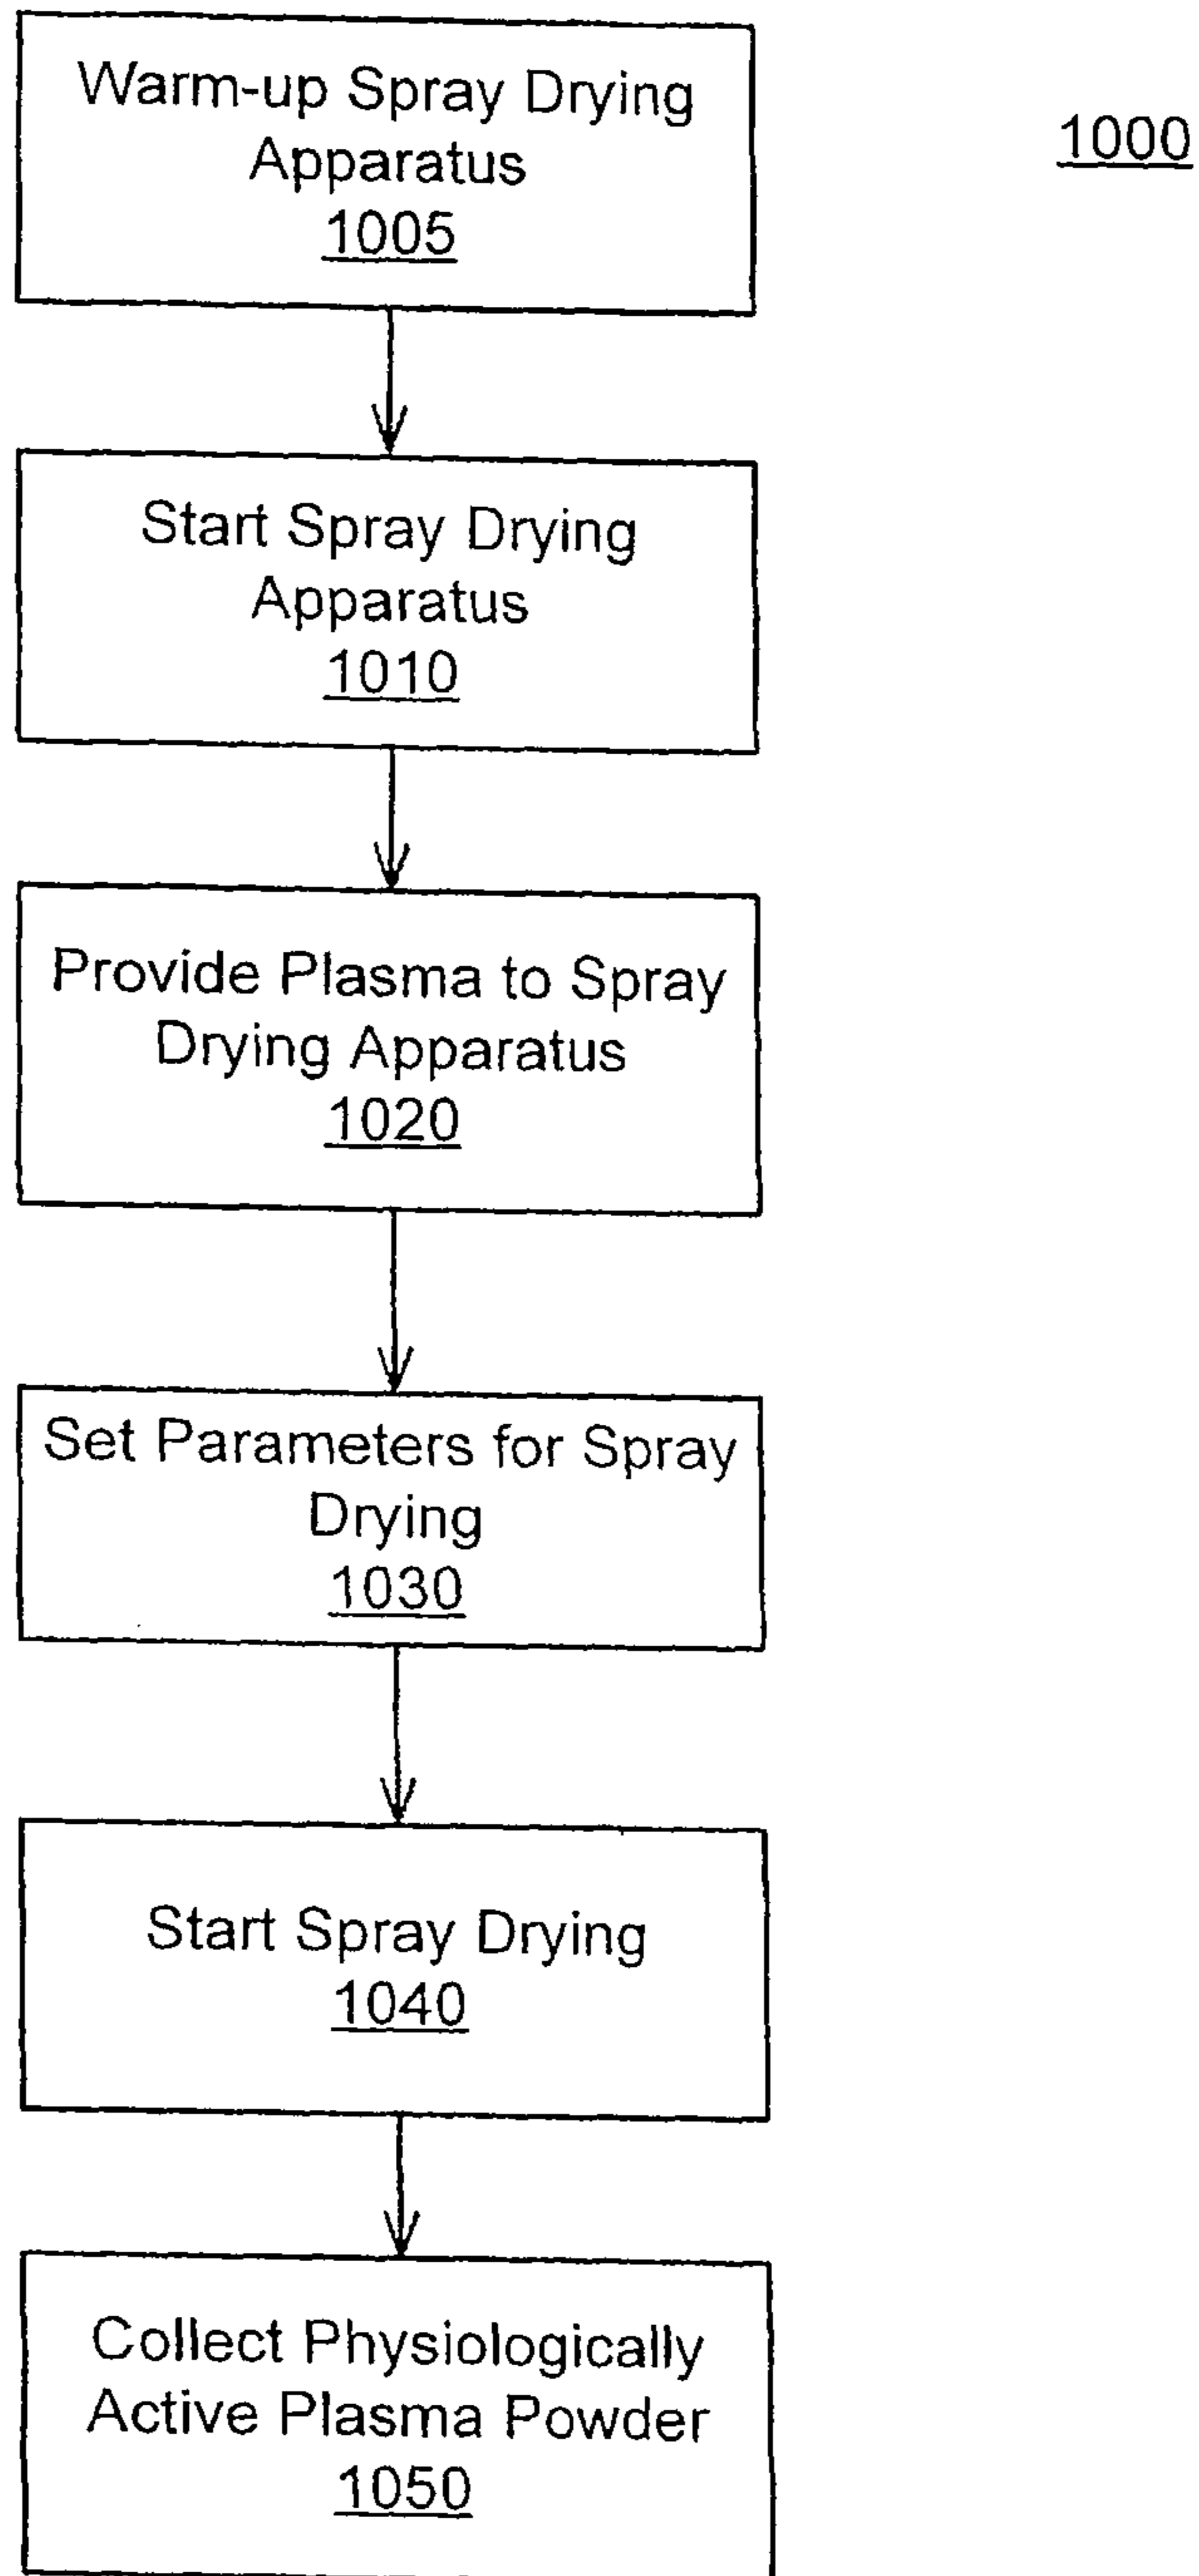 Warm-up Spray Drying
Apparatus
1005
1000
Start Spray Drying
Apparatus
1010
Provide Plasma to Spray
Drying Apparatus
1020
Set Parameters for Spray
Drying
1030
Start Spray Drying
1040
Collect Physiologically
Active Plasma Powder
1050